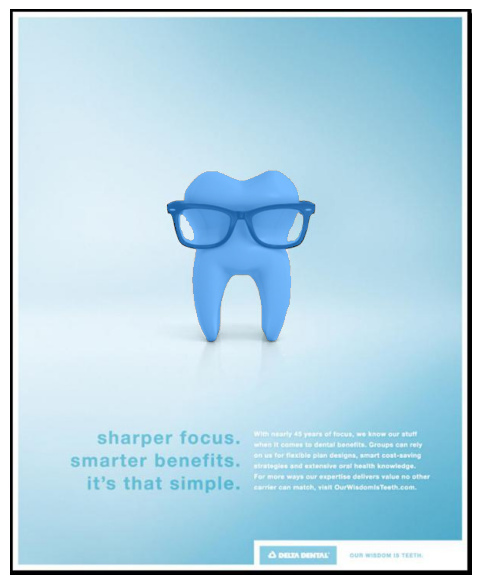 sharper focus.
smarter benefits.
it's that simple.
With nearly 45 years of focus, we know our stuff
when it comes to dental benefits. Groups can rely
on us for flexible plan designs, smart cost-saving
strategies and extensive oral health knowledge.
For more ways our expertise delivers value no other
carrier can match, visit OurWisdomIsTeeth.com.
DELTA DENTAL
OUR WISDOM IS TEETH.